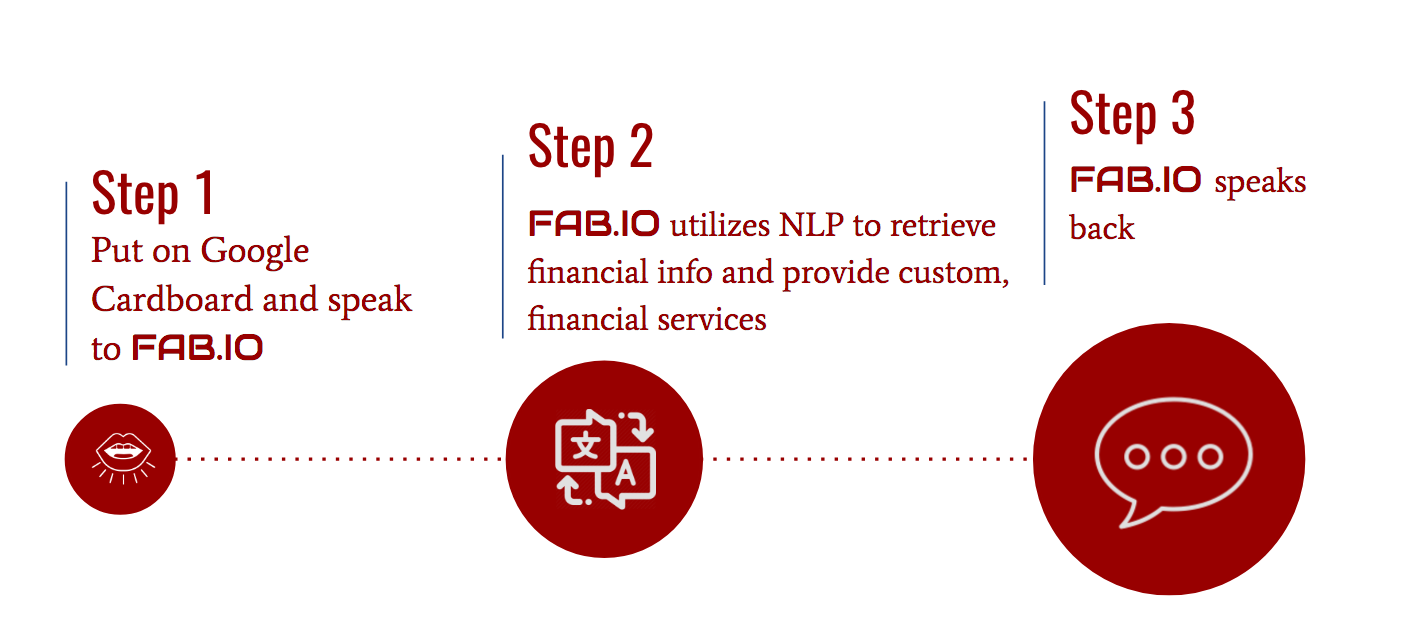 Step 1
Put on Google
Cardboard and speak
to FAB.IO
Step 2
FAB.IO utilizes NLP to retrieve
financial info and provide custom,
financial services
Step 3
FAB.IO speaks
back
文
A